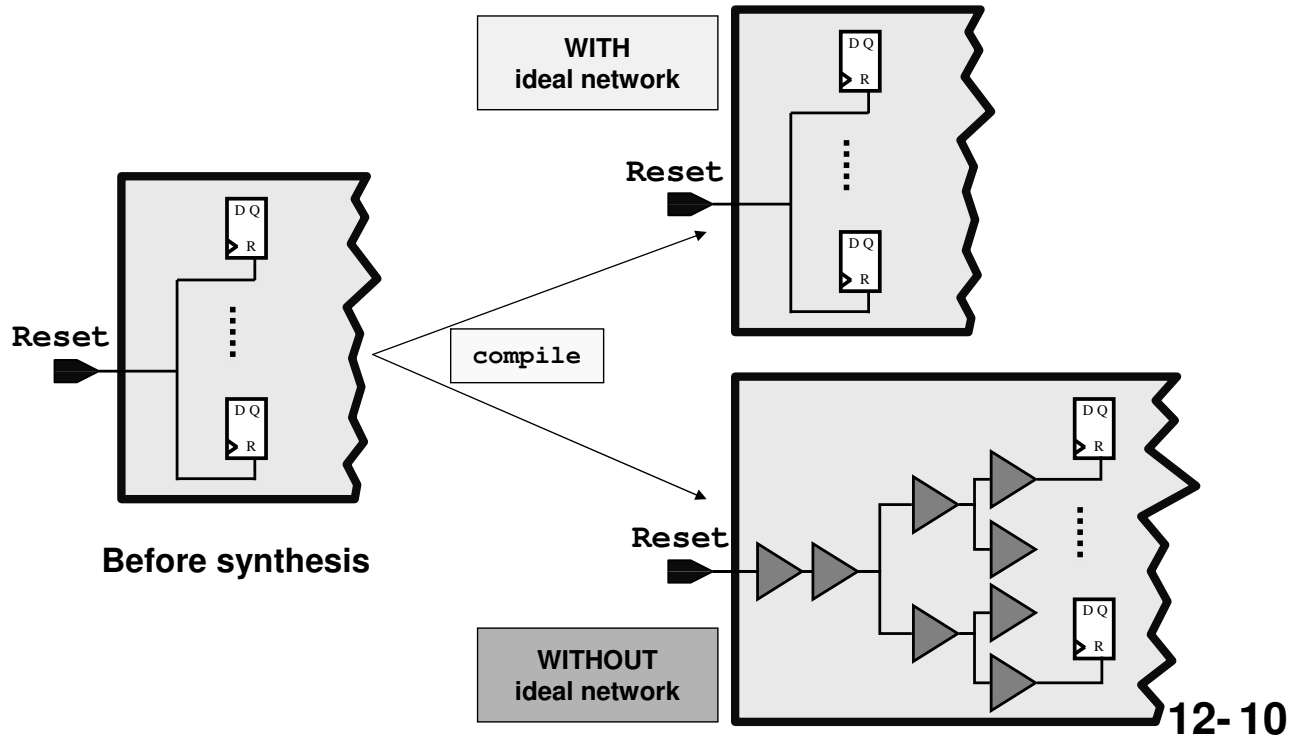 WITH
ideal network
D Q
R
Reset
D Q
R
D Q
R
Reset
D Q
R
compile
Before synthesis
D Q
R
Reset
D Q
R
WITHOUT
ideal network
12- 10